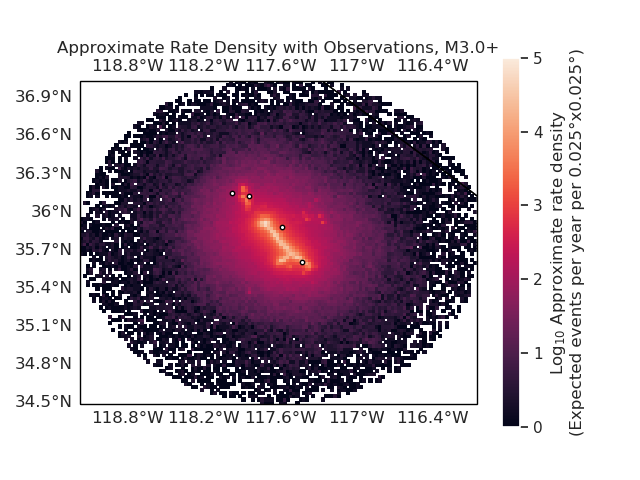 Approximate Rate Density with Observations, M3.0+
118.8°W 118.2°W 117.6°W 117°W 116.4°W
36.9°N
36.6°N
36.3°N
36°N
35.7°N
35.4°N
35.1°N
34.8°N
34.5°N
118.8°W 118.2°W 117.6°W 117°W 116.4°W
5
4
3
2
1
0
Log₁₀ Approximate rate density
(Expected events per year per 0.025°x0.025°)